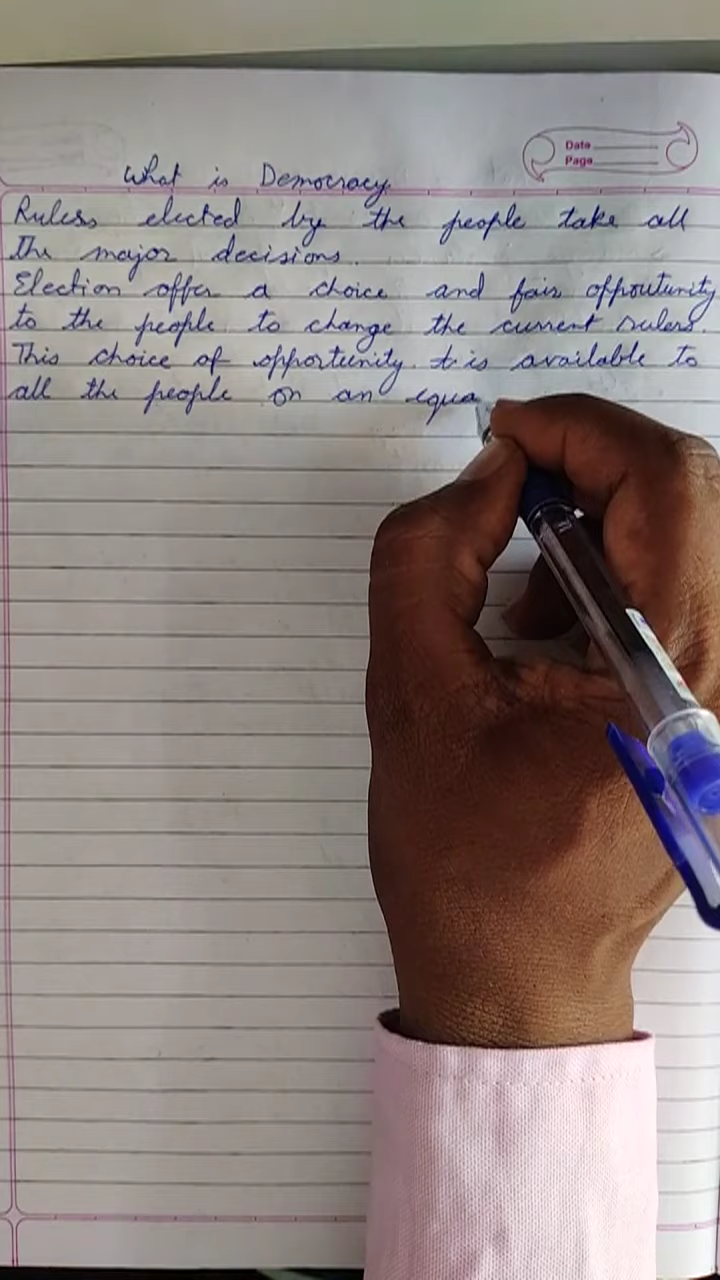 What is Democracy
Date
Page
Rulers elected by the people take all
the major decisions.
Election offer a choice and fair opportunity
to the people to change the current rulers.
This choice of opportunity. It is available to
all the people on an equa